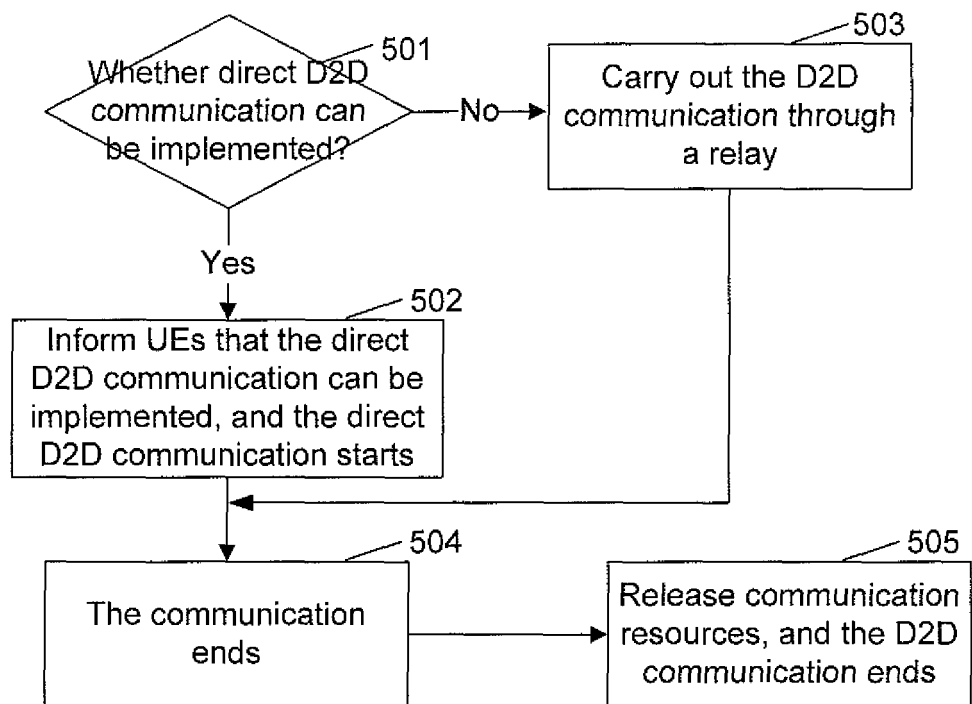 501
Whether direct D2D
communication can
be implemented?
No
503
Carry out the D2D
communication through
a relay
Yes
502
Inform UEs that the direct
D2D communication can be
implemented, and the direct
D2D communication starts
504
The communication
ends
505
Release communication
resources, and the D2D
communication ends